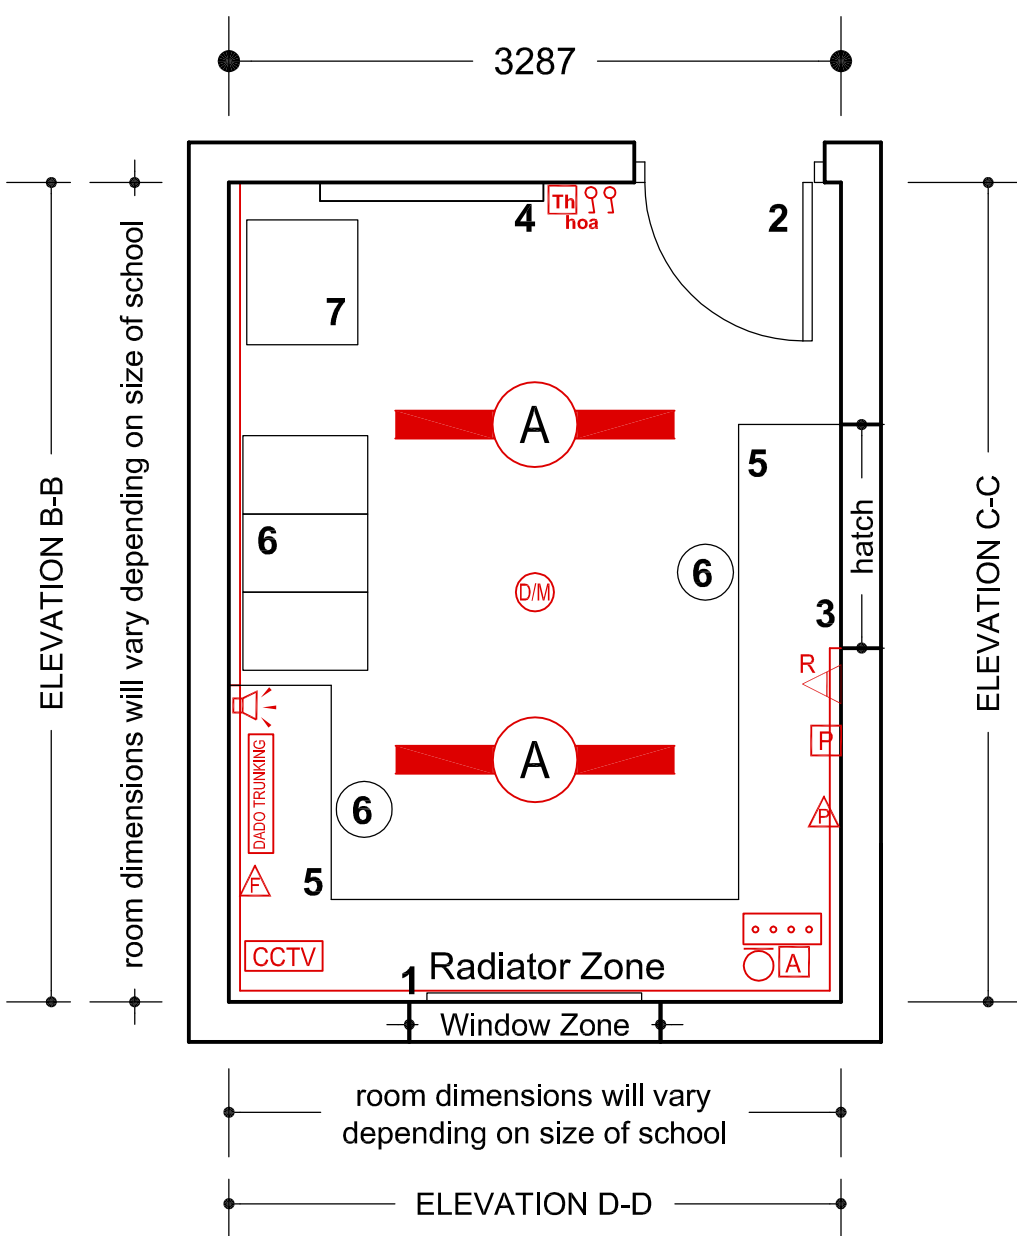 3287
Th
hoa
4
2
7
A
5
hatch
6
6
D/M
3
R
P
P
A
6
DADO TRUNKING
F
5
CCTV
A
1
Radiator Zone
Window Zone
ELEVATION B-B
room dimensions will vary depending on size of school
ELEVATION C-C
room dimensions will vary
depending on size of school
ELEVATION D-D